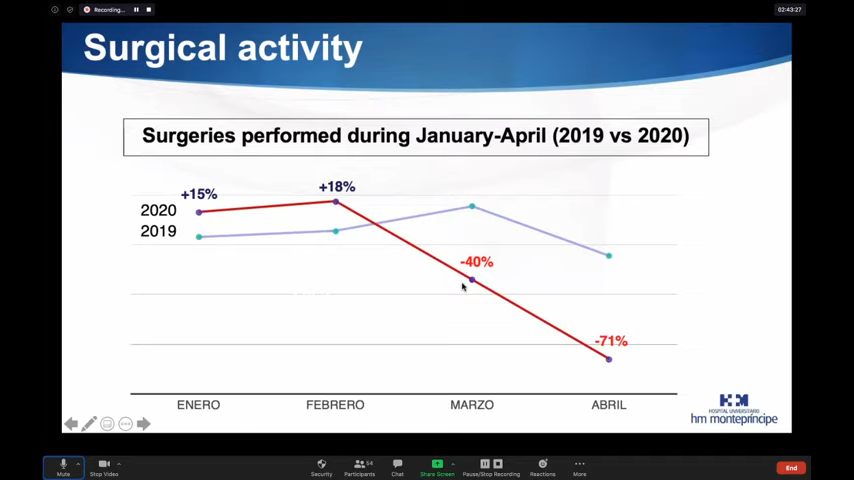 Recording...
02:43:27
Surgical activity
Surgeries performed during January-April (2019 vs 2020)
+15%
+18%
2020
2019
-40%
-71%
ENERO
FEBRERO
MARZO
ABRIL
HM
HOSPITAL UNIVERSITARIO
hm montepríncipe
Mute
Stop Video
Security
54
Participants
Chat
Share Screen
Pause/Stop Recording
Reactions
More
End